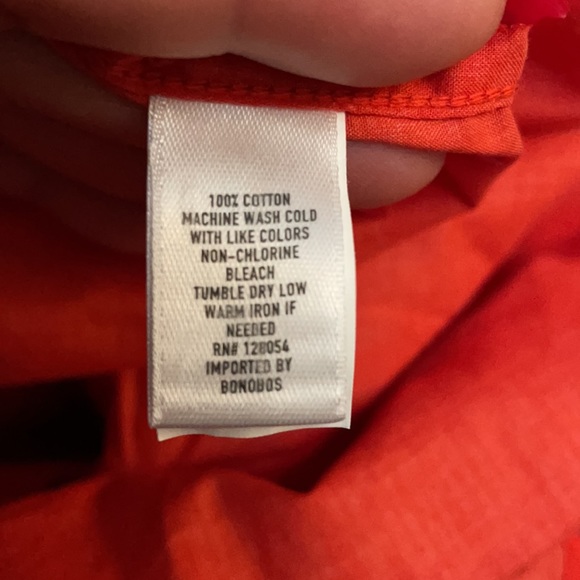 100% COTTON
MACHINE WASH COLD
WITH LIKE COLORS
NON-CHLORINE
BLEACH
TUMBLE DRY LOW
WARM IRON IF
NEEDED
RN# 128054
IMPORTED BY
BONOBOS